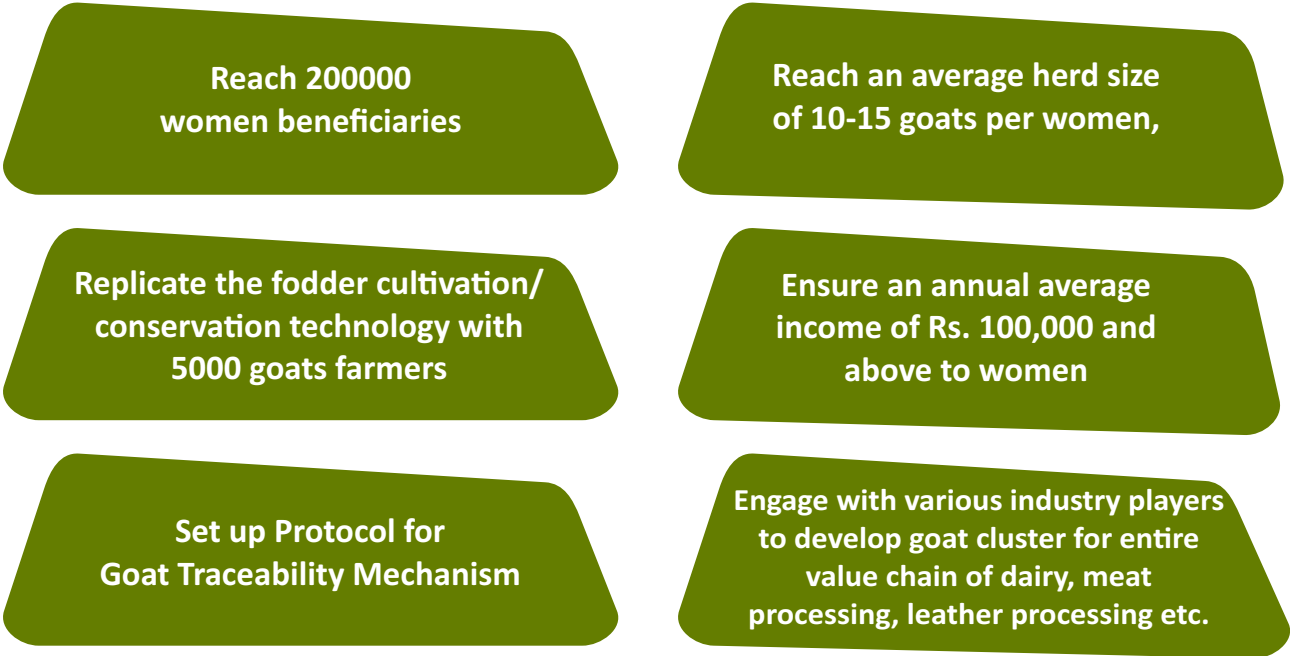 Reach 200000
women beneficiaries
Reach an average herd size
of 10-15 goats per women,
Replicate the fodder cultivation/
conservation technology with
5000 goats farmers
Ensure an annual average
income of Rs. 100,000 and
above to women
Set up Protocol for
Goat Traceability Mechanism
Engage with various industry players
to develop goat cluster for entire
value chain of dairy, meat
processing, leather processing etc.